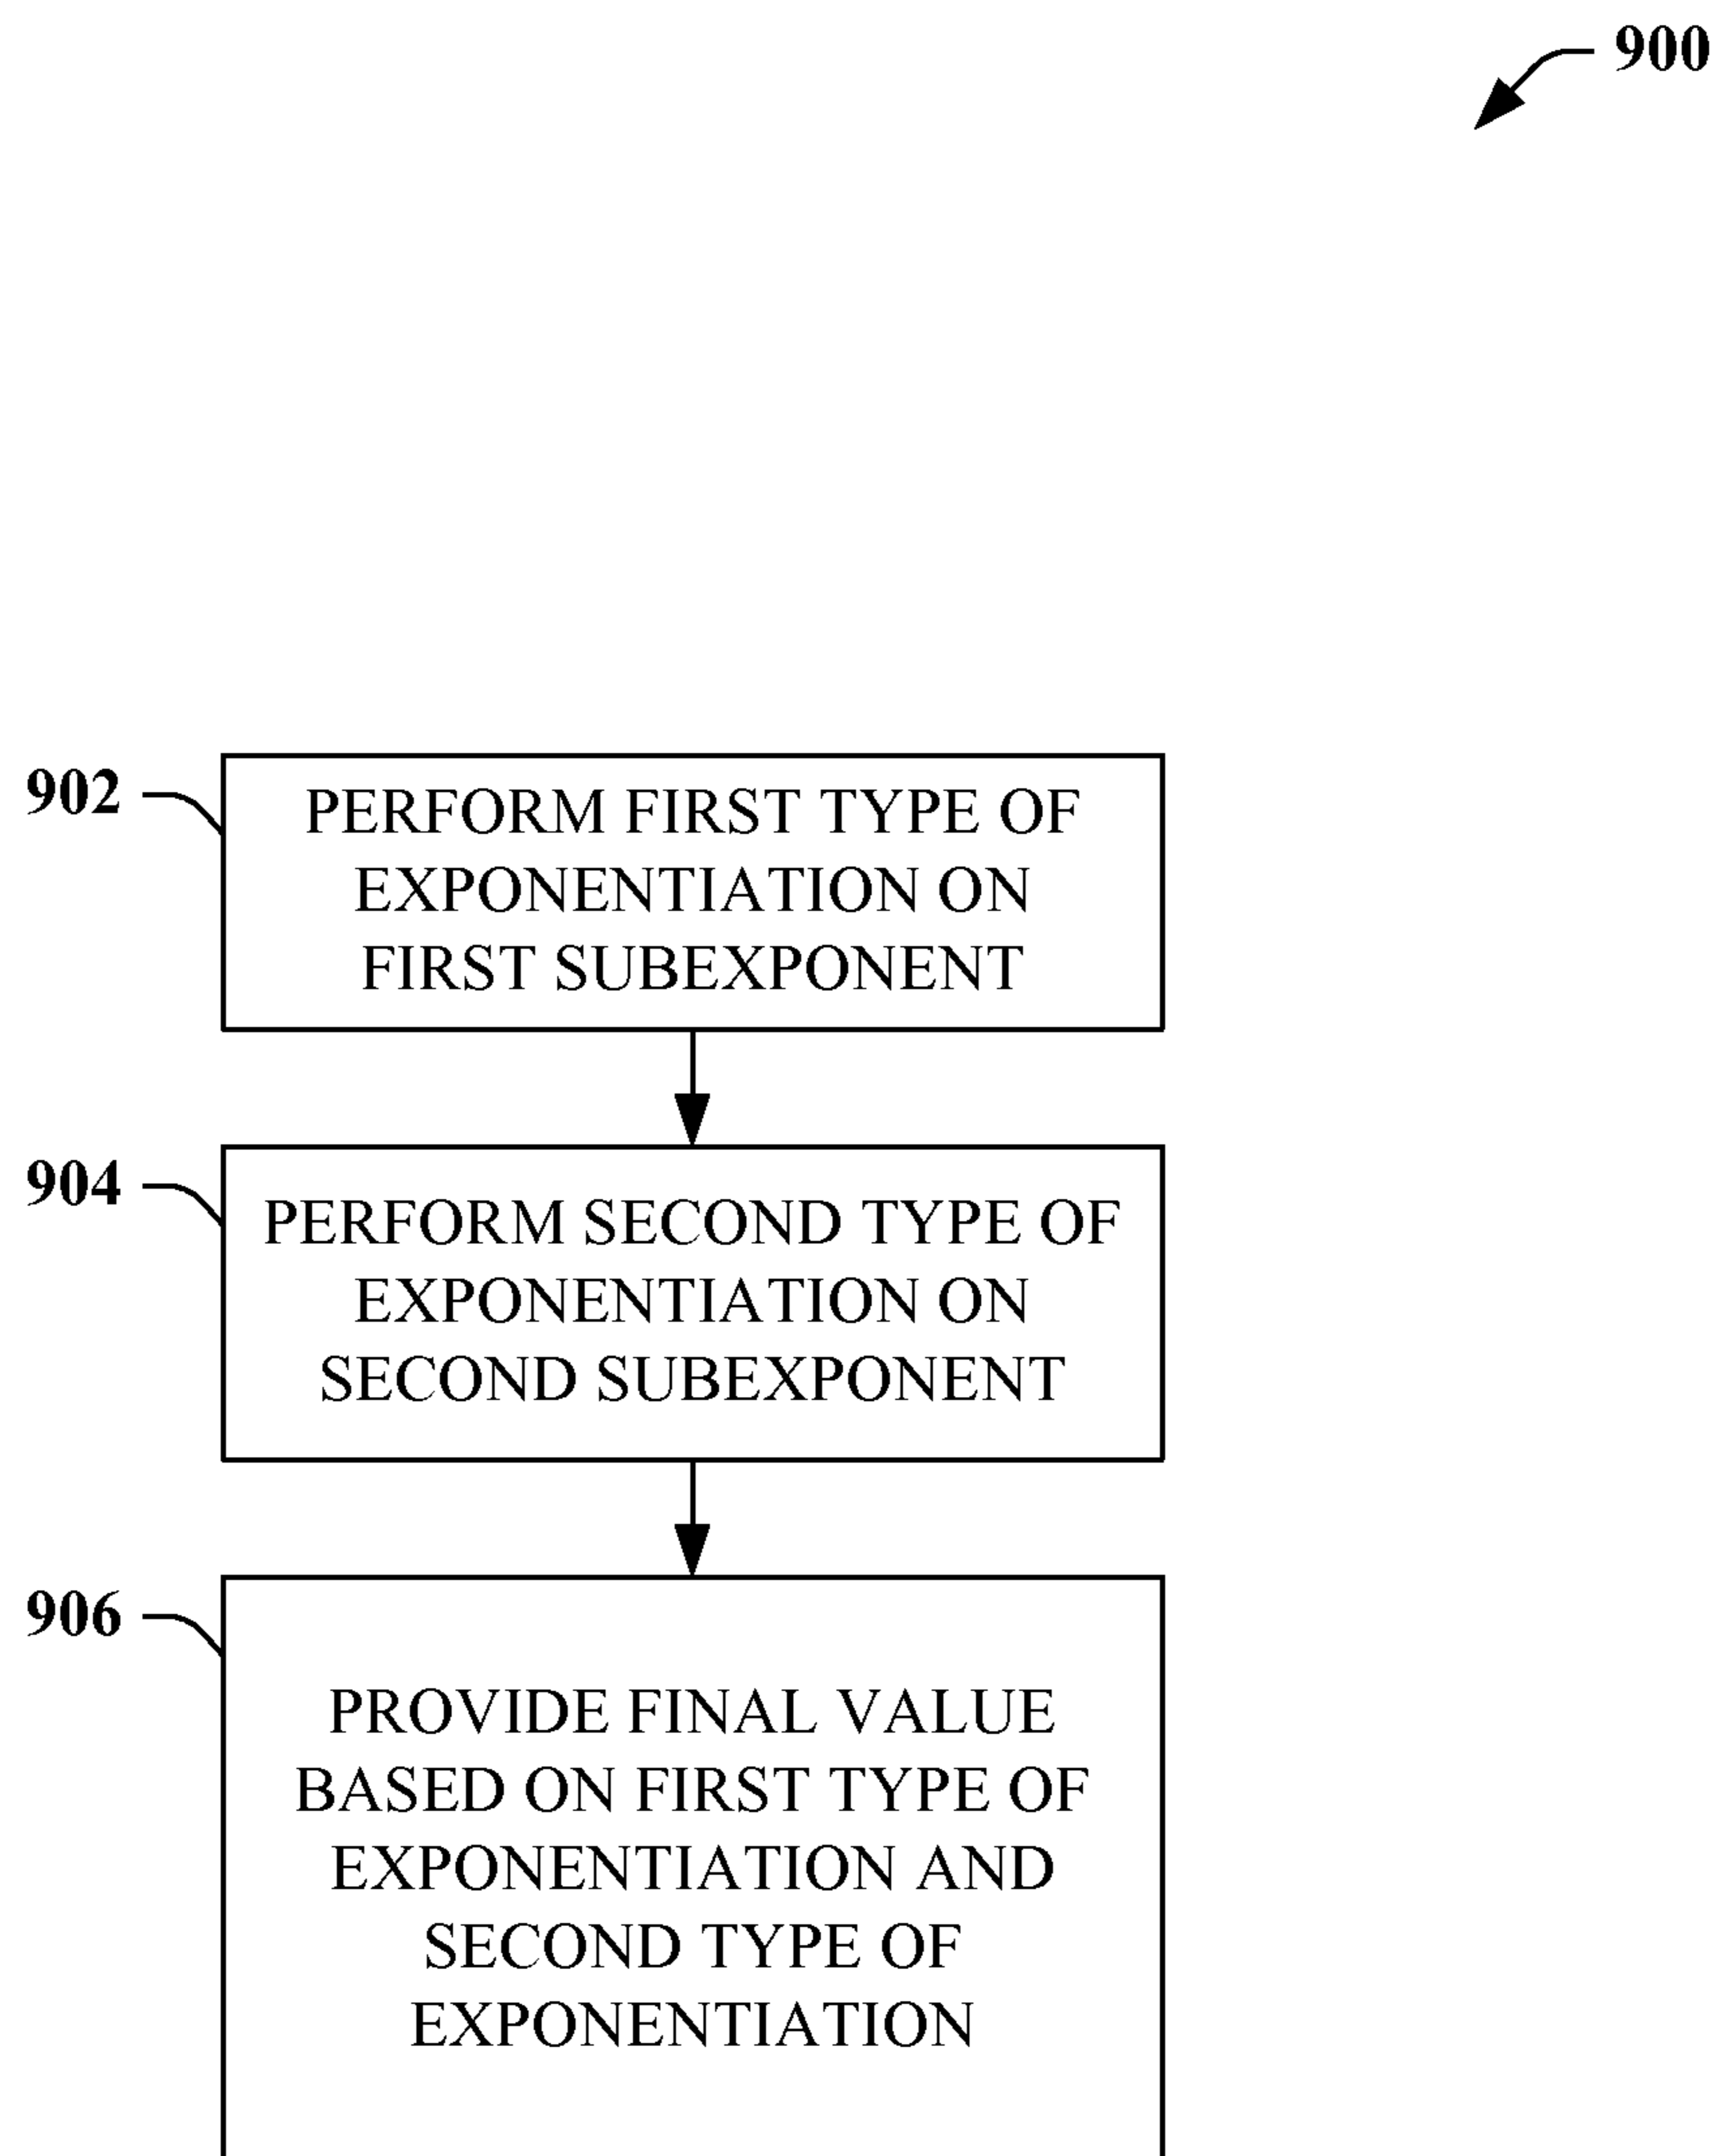 900
902
PERFORM FIRST TYPE OF
EXPONENTIATION ON
FIRST SUBEXPONENT
904
PERFORM SECOND TYPE OF
EXPONENTIATION ON
SECOND SUBEXPONENT
906
PROVIDE FINAL VALUE
BASED ON FIRST TYPE OF
EXPONENTIATION AND
SECOND TYPE OF
EXPONENTIATION